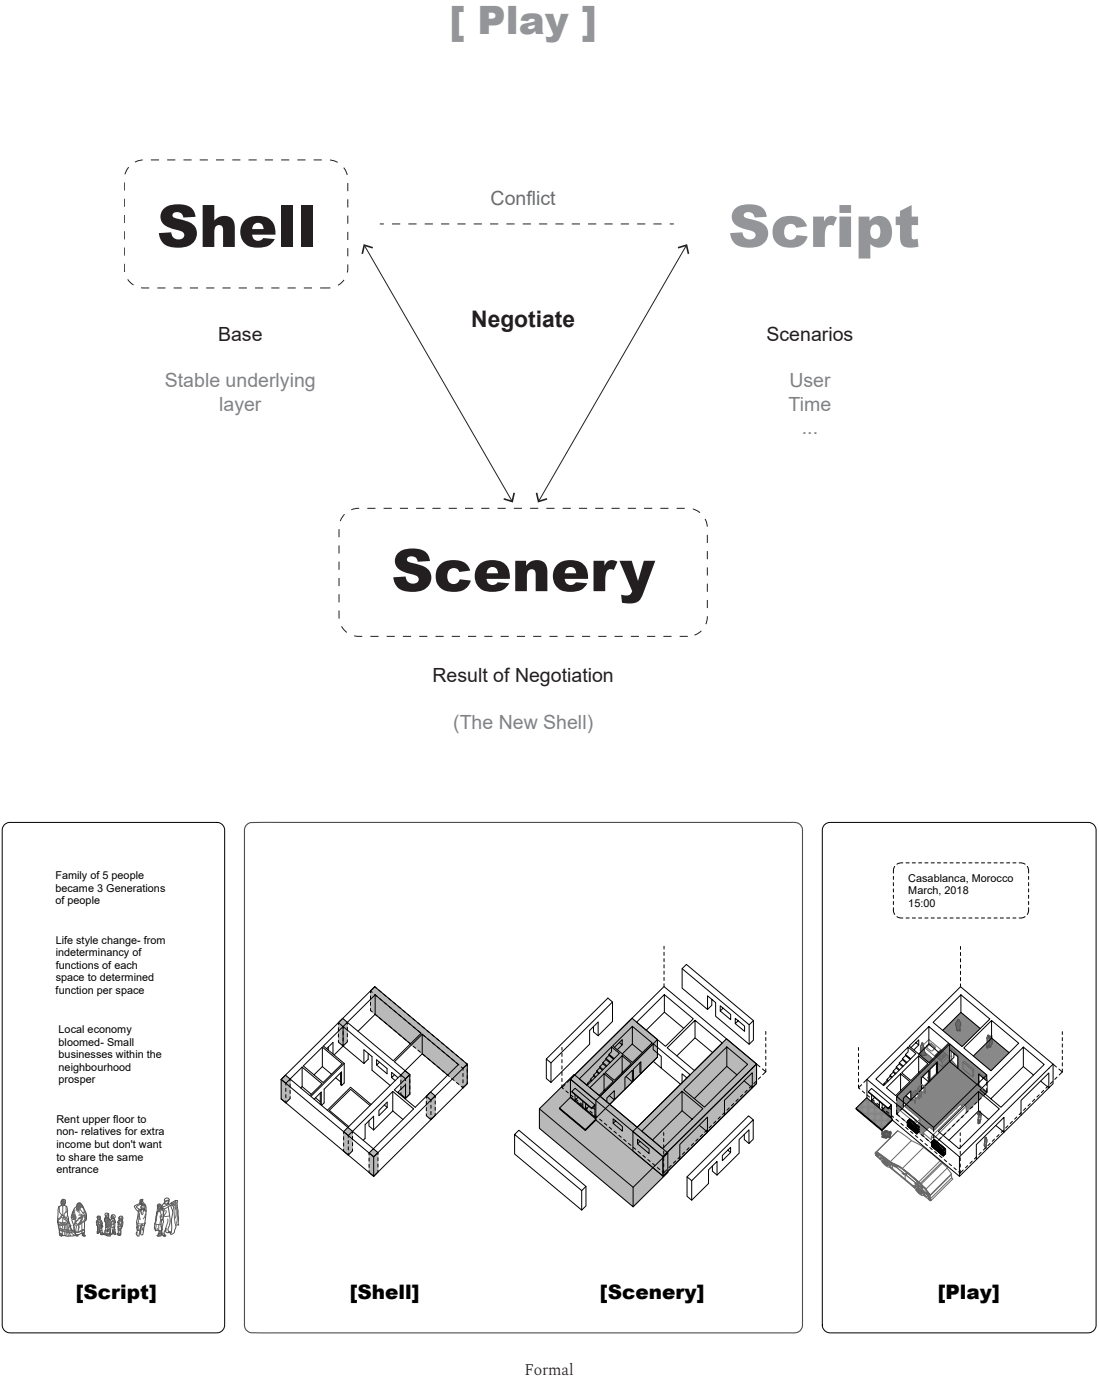 [ Play ]
Shell
Conflict
Script
Negotiate
Base
Stable underlying
layer
Scenarios
User
Time
...
Scenery
Result of Negotiation
(The New Shell)
Family of 5 people
became 3 Generations
of people
Life style change- from
indeterminancy of
functions of each
space to determined
function per space
Local economy
bloomed- Small
businesses within the
neighbourhood
prosper
Rent upper floor to
non- relatives for extra
income but don't want
to share the same
entrance
[Script]
[Shell]
[Scenery]
Casablanca, Morocco
March, 2018
15:00
[Play]
Formal